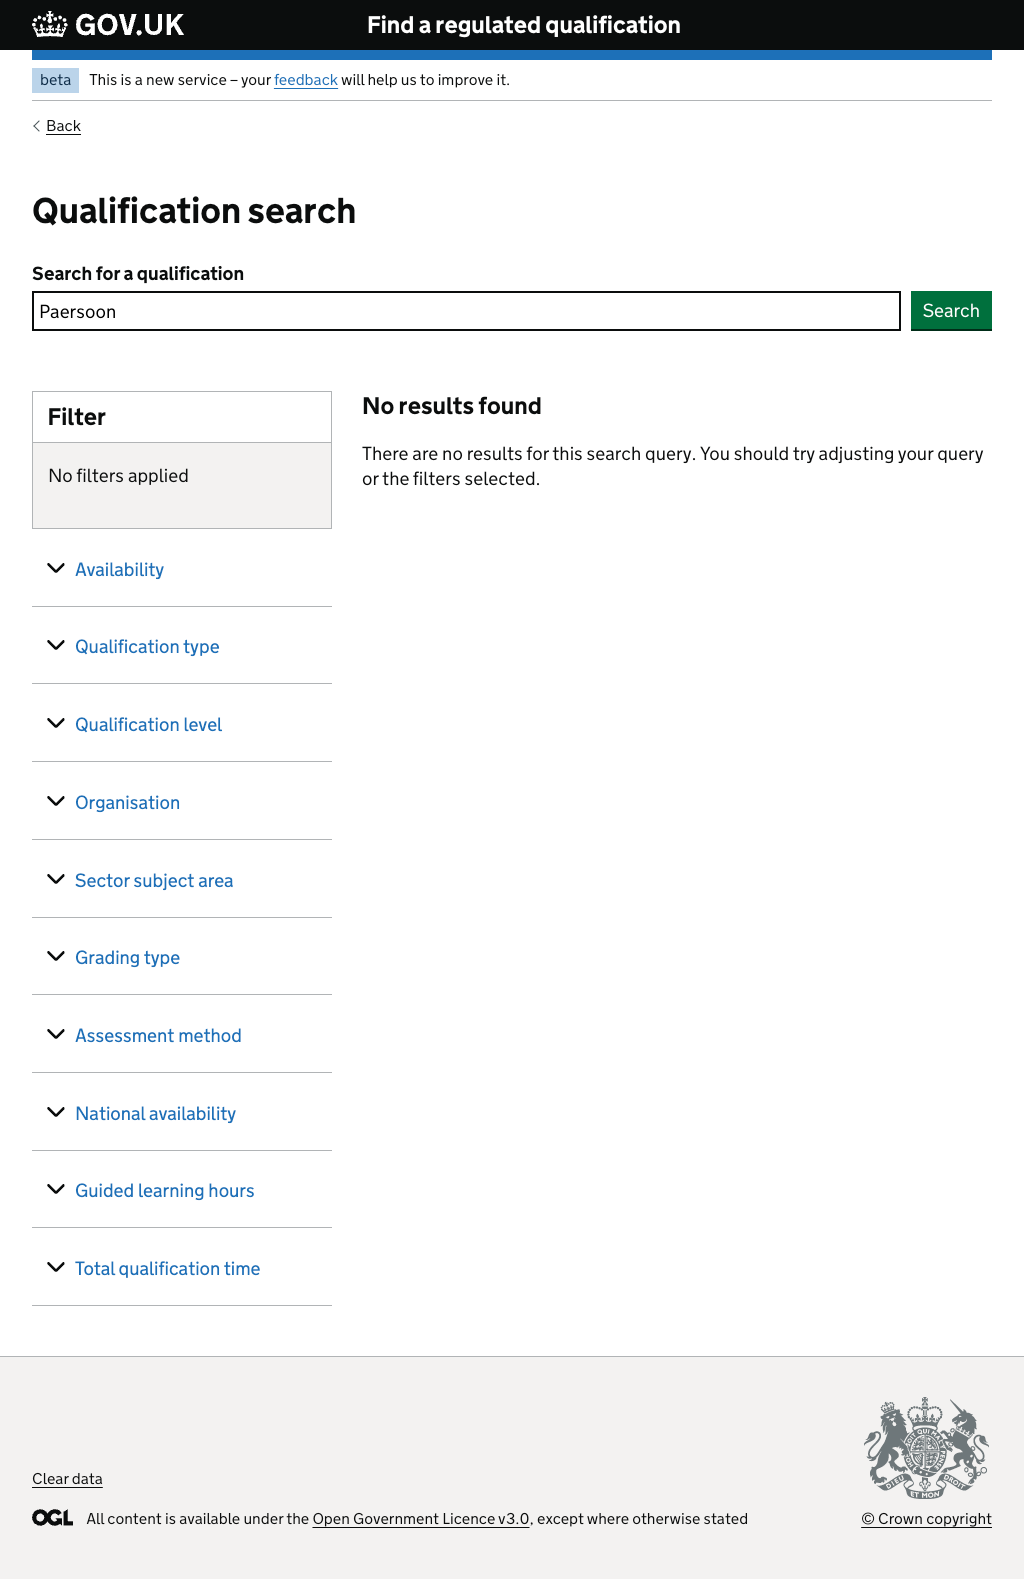 GOV.UK
Find a regulated qualification
beta
This is a new service – your feedback will help us to improve it.
Back
Qualification search
Search for a qualification
Paersoon
Search
Filter
No filters applied
No results found
There are no results for this search query. You should try adjusting your query
or the filters selected.
Availability
Qualification type
Qualification level
Organisation
Sector subject area
Grading type
Assessment method
National availability
Guided learning hours
Total qualification time
Clear data
OGL
All content is available under the Open Government Licence v3.0, except where otherwise stated
DIEU ET MON DROIT
© Crown copyright